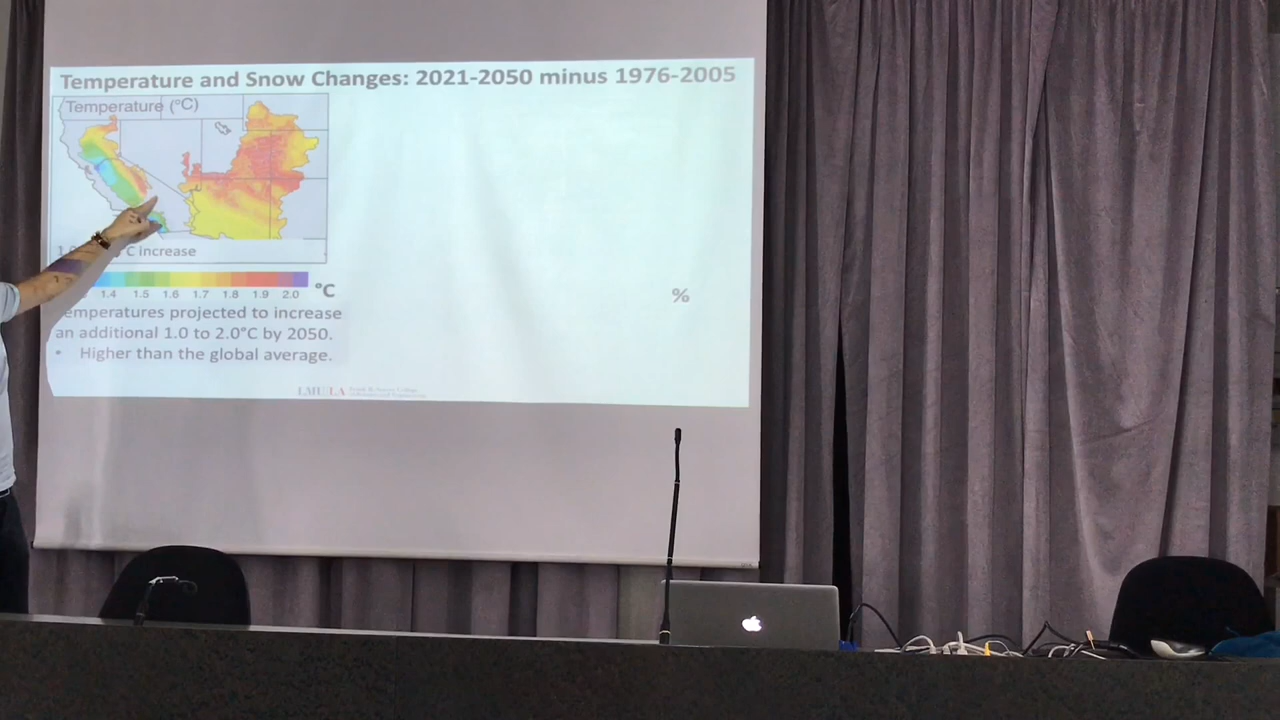 Temperature and Snow Changes: 2021-2050 minus 1976-2005
Temperature (°C)
C increase
1.4 1.5 1.6 1.7 1.8 1.9 2.0 °C
%
emperatures projected to increase
an additional 1.0 to 2.0°C by 2050.
• Higher than the global average.
LMU LA